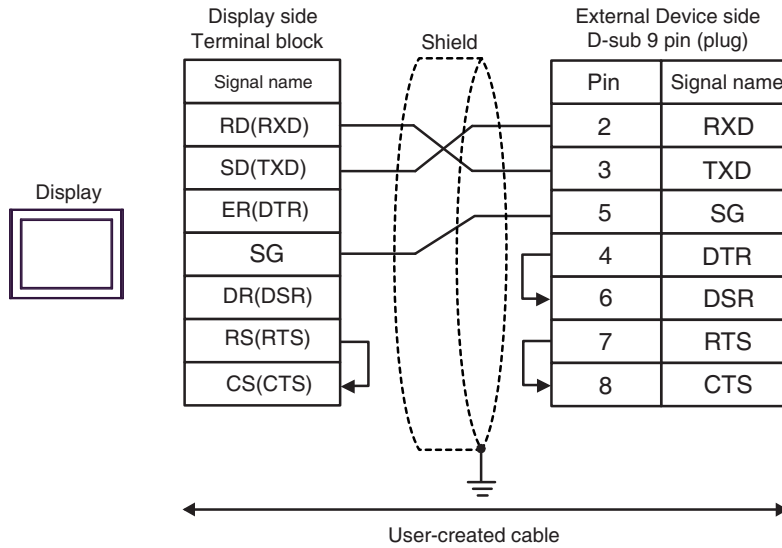 Display side
Terminal block
Shield
External Device side
D-sub 9 pin (plug)
Signal name
Pin Signal name
RD(RXD) 2 RXD
SD(TXD) 3 TXD
Display
ER(DTR) 5 SG
SG 4 DTR
DR(DSR) 6 DSR
RS(RTS) 7 RTS
CS(CTS) 8 CTS
User-created cable